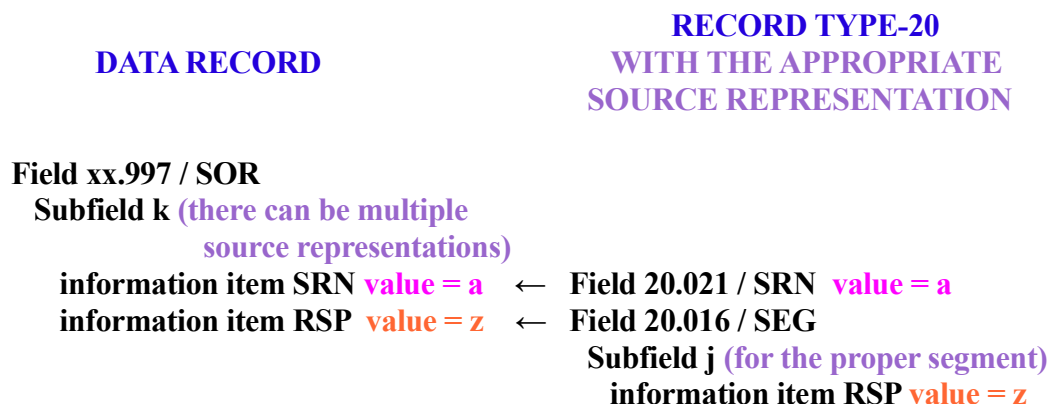 DATA RECORD
RECORD TYPE-20
WITH THE APPROPRIATE
SOURCE REPRESENTATION
Field xx.997 / SOR
Subfield k (there can be multiple
source representations)
information item SRN value = a ← Field 20.021 / SRN value = a
information item RSP value = z ← Field 20.016 / SEG
Subfield j (for the proper segment)
information item RSP value = z